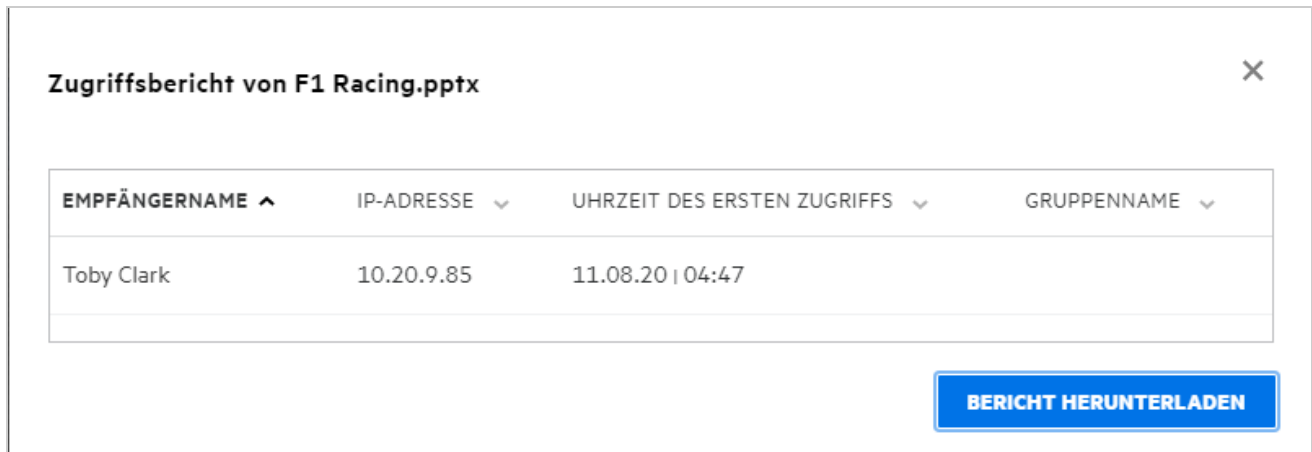 Zugriffsbericht von F1 Racing.pptx
EMPFÄNGERNAME IP-ADRESSE UHRZEIT DES ERSTEN ZUGRIFFS GRUPPENNAME
Toby Clark 10.20.9.85 11.08.20 | 04:47
BERICHT HERUNTERLADEN